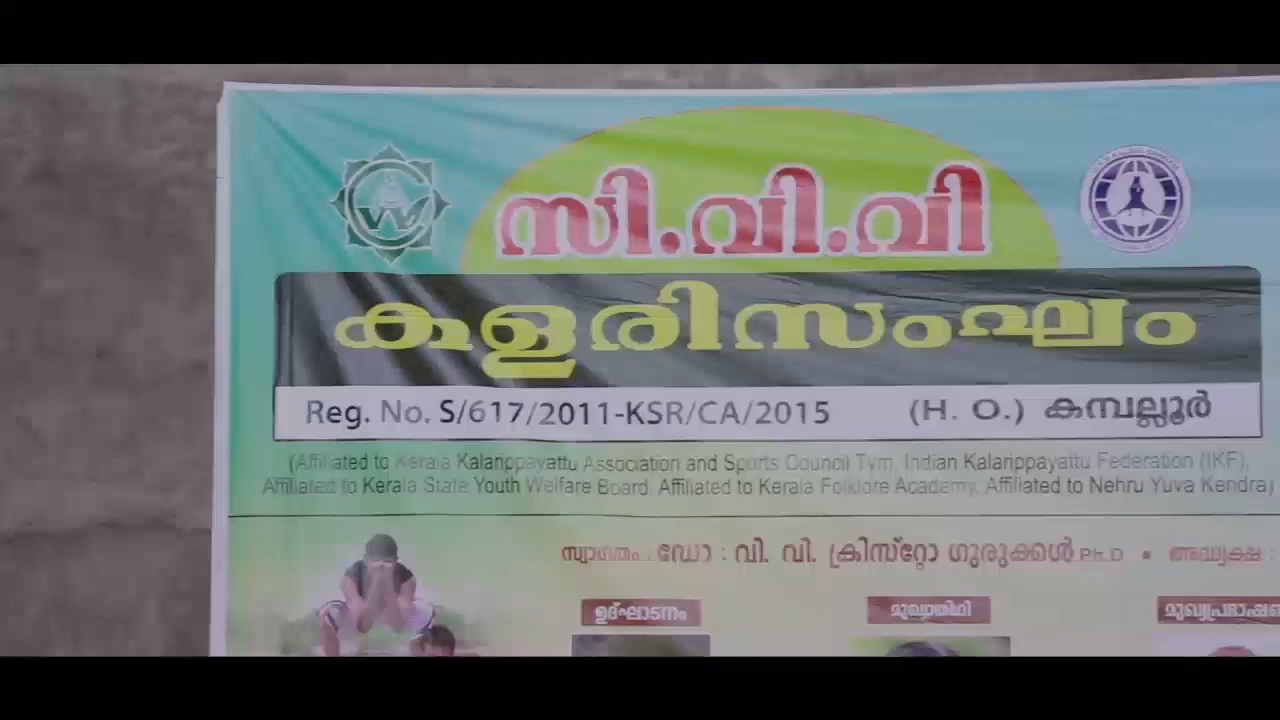 സി.വി.വി
കളരിസംഘം
Reg. No. S/617/2011-KSR/CA/2015 (H. O.) കമ്പല്ലൂർ
(Affiliated to Kerala Kalarippayattu Association and Sports Council Tvm, Indian Kalarippayattu Federation (IKF),
Affiliated to Kerala State Youth Welfare Board, Affiliated to Kerala Folklore Academy, Affiliated to Nehru Yuva Kendra)
സ്വാഗതം : ഡോ : വി. വി. ക്രിസ്റ്റോ ഗുരുക്കൾ Ph.D • അദ്ധ്യക്ഷ :
ഉദ്ഘാടനം മുഖ്യാതിഥി